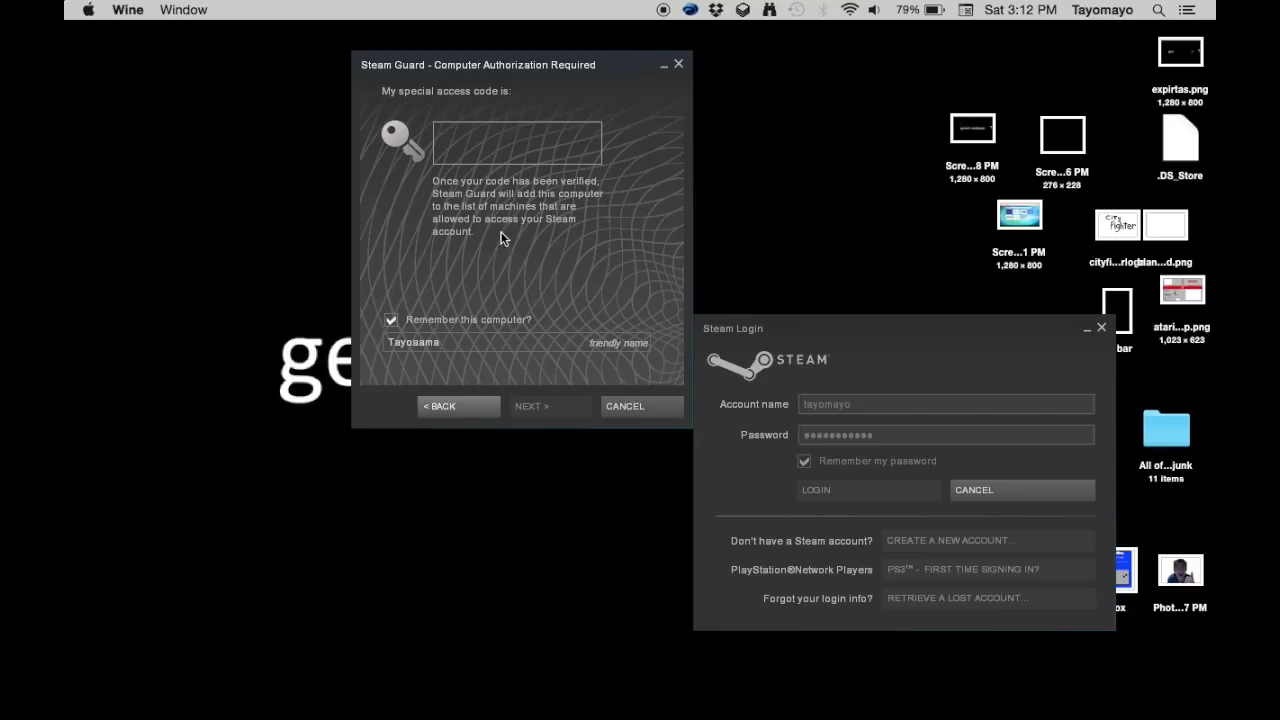 Wine Window 79% Sat 3:12 PM Tayomayo
Steam Guard - Computer Authorization Required
My special access code is:
Once your code has been verified,
Steam Guard will add this computer
to the list of machines that are
allowed to access your Steam
account.
Remember this computer?
Tayoaama friendly name
< BACK NEXT > CANCEL
ge
Steam Login
STEAM
Account name tayomayo
Password
Remember my password
LOGIN CANCEL
Don't have a Steam account? CREATE A NEW ACCOUNT...
PlayStation®Network Players PS3™ - FIRST TIME SIGNING IN?
Forgot your login info? RETRIEVE A LOST ACCOUNT...
expirtas.png
1,280 × 800
Scre...8 PM
1,280 × 800
Scre...6 PM
276 × 228
.DS_Store
Scre...1 PM
1,280 × 800
city
fighter
atari...p.png
1,023 × 623
bar
All of...junk
11 items
ox
Phot...7 PM